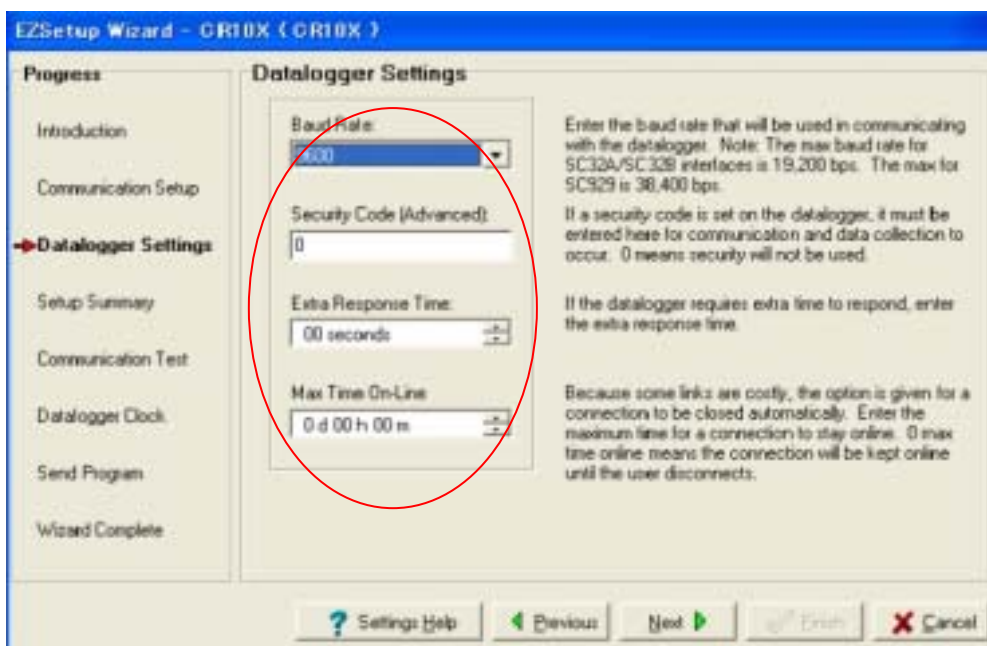 EZSetup Wizard - CR10X ( CR10X )
Progress
Introduction
Communication Setup
Datalogger Settings
Setup Summary
Communication Test
Datalogger Clock
Send Program
Wizard Complete
Datalogger Settings
Baud Rate:
9600
Enter the baud rate that will be used in communicating
with the datalogger. Note: The max baud rate for
SC32A/SC32B interfaces is 19,200 bps. The max for
SC929 is 38,400 bps.
Security Code (Advanced):
0
If a security code is set on the datalogger, it must be
entered here for communication and data collection to
occur. 0 means security will not be used.
Extra Response Time:
00 seconds
If the datalogger requires extra time to respond, enter
the extra response time.
Max Time On-Line
0 d 00 h 00 m
Because some links are costly, the option is given for a
connection to be closed automatically. Enter the
maximum time for a connection to stay online. 0 max
time online means the connection will be kept online
until the user disconnects.
? Settings Help
Previous
Next
Finish
Cancel